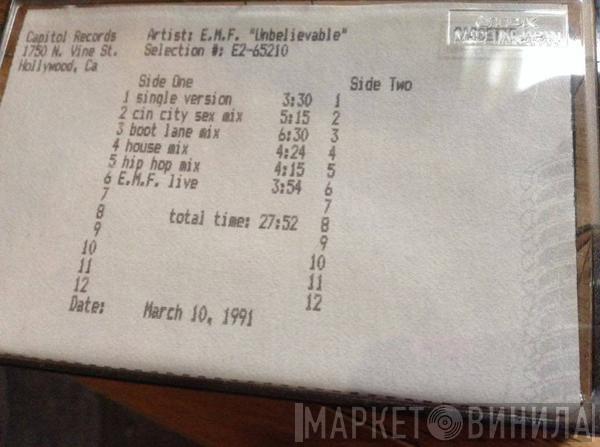 Capitol Records
1750 N. Vine St.
Hollywood, Ca
Artist: E.M.F. "Unbelievable"
Selection #: E2-65210
Side One
1 single version 3:30
2 cin city sex mix 5:15
3 boot lane mix 6:30
4 house mix 4:24
5 hip hop mix 4:15
6 E.M.F. live 3:54
7
8 total time: 27:52
9
10
11
12
Side Two
1
2
3
4
5
6
7
8
9
10
11
12
Date: March 10, 1991
МАРКЕТ ВИНИЛА